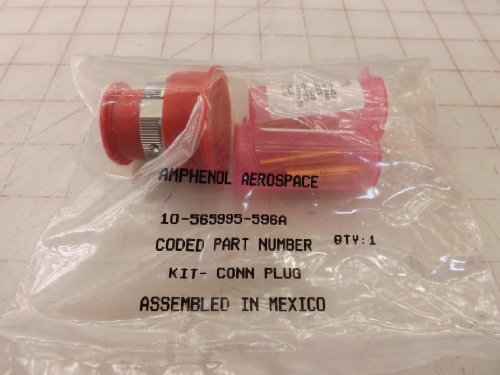 AMPHENOL AEROSPACE
10-565995-596A
CODED PART NUMBER QTY:1
KIT- CONN PLUG
ASSEMBLED IN MEXICO